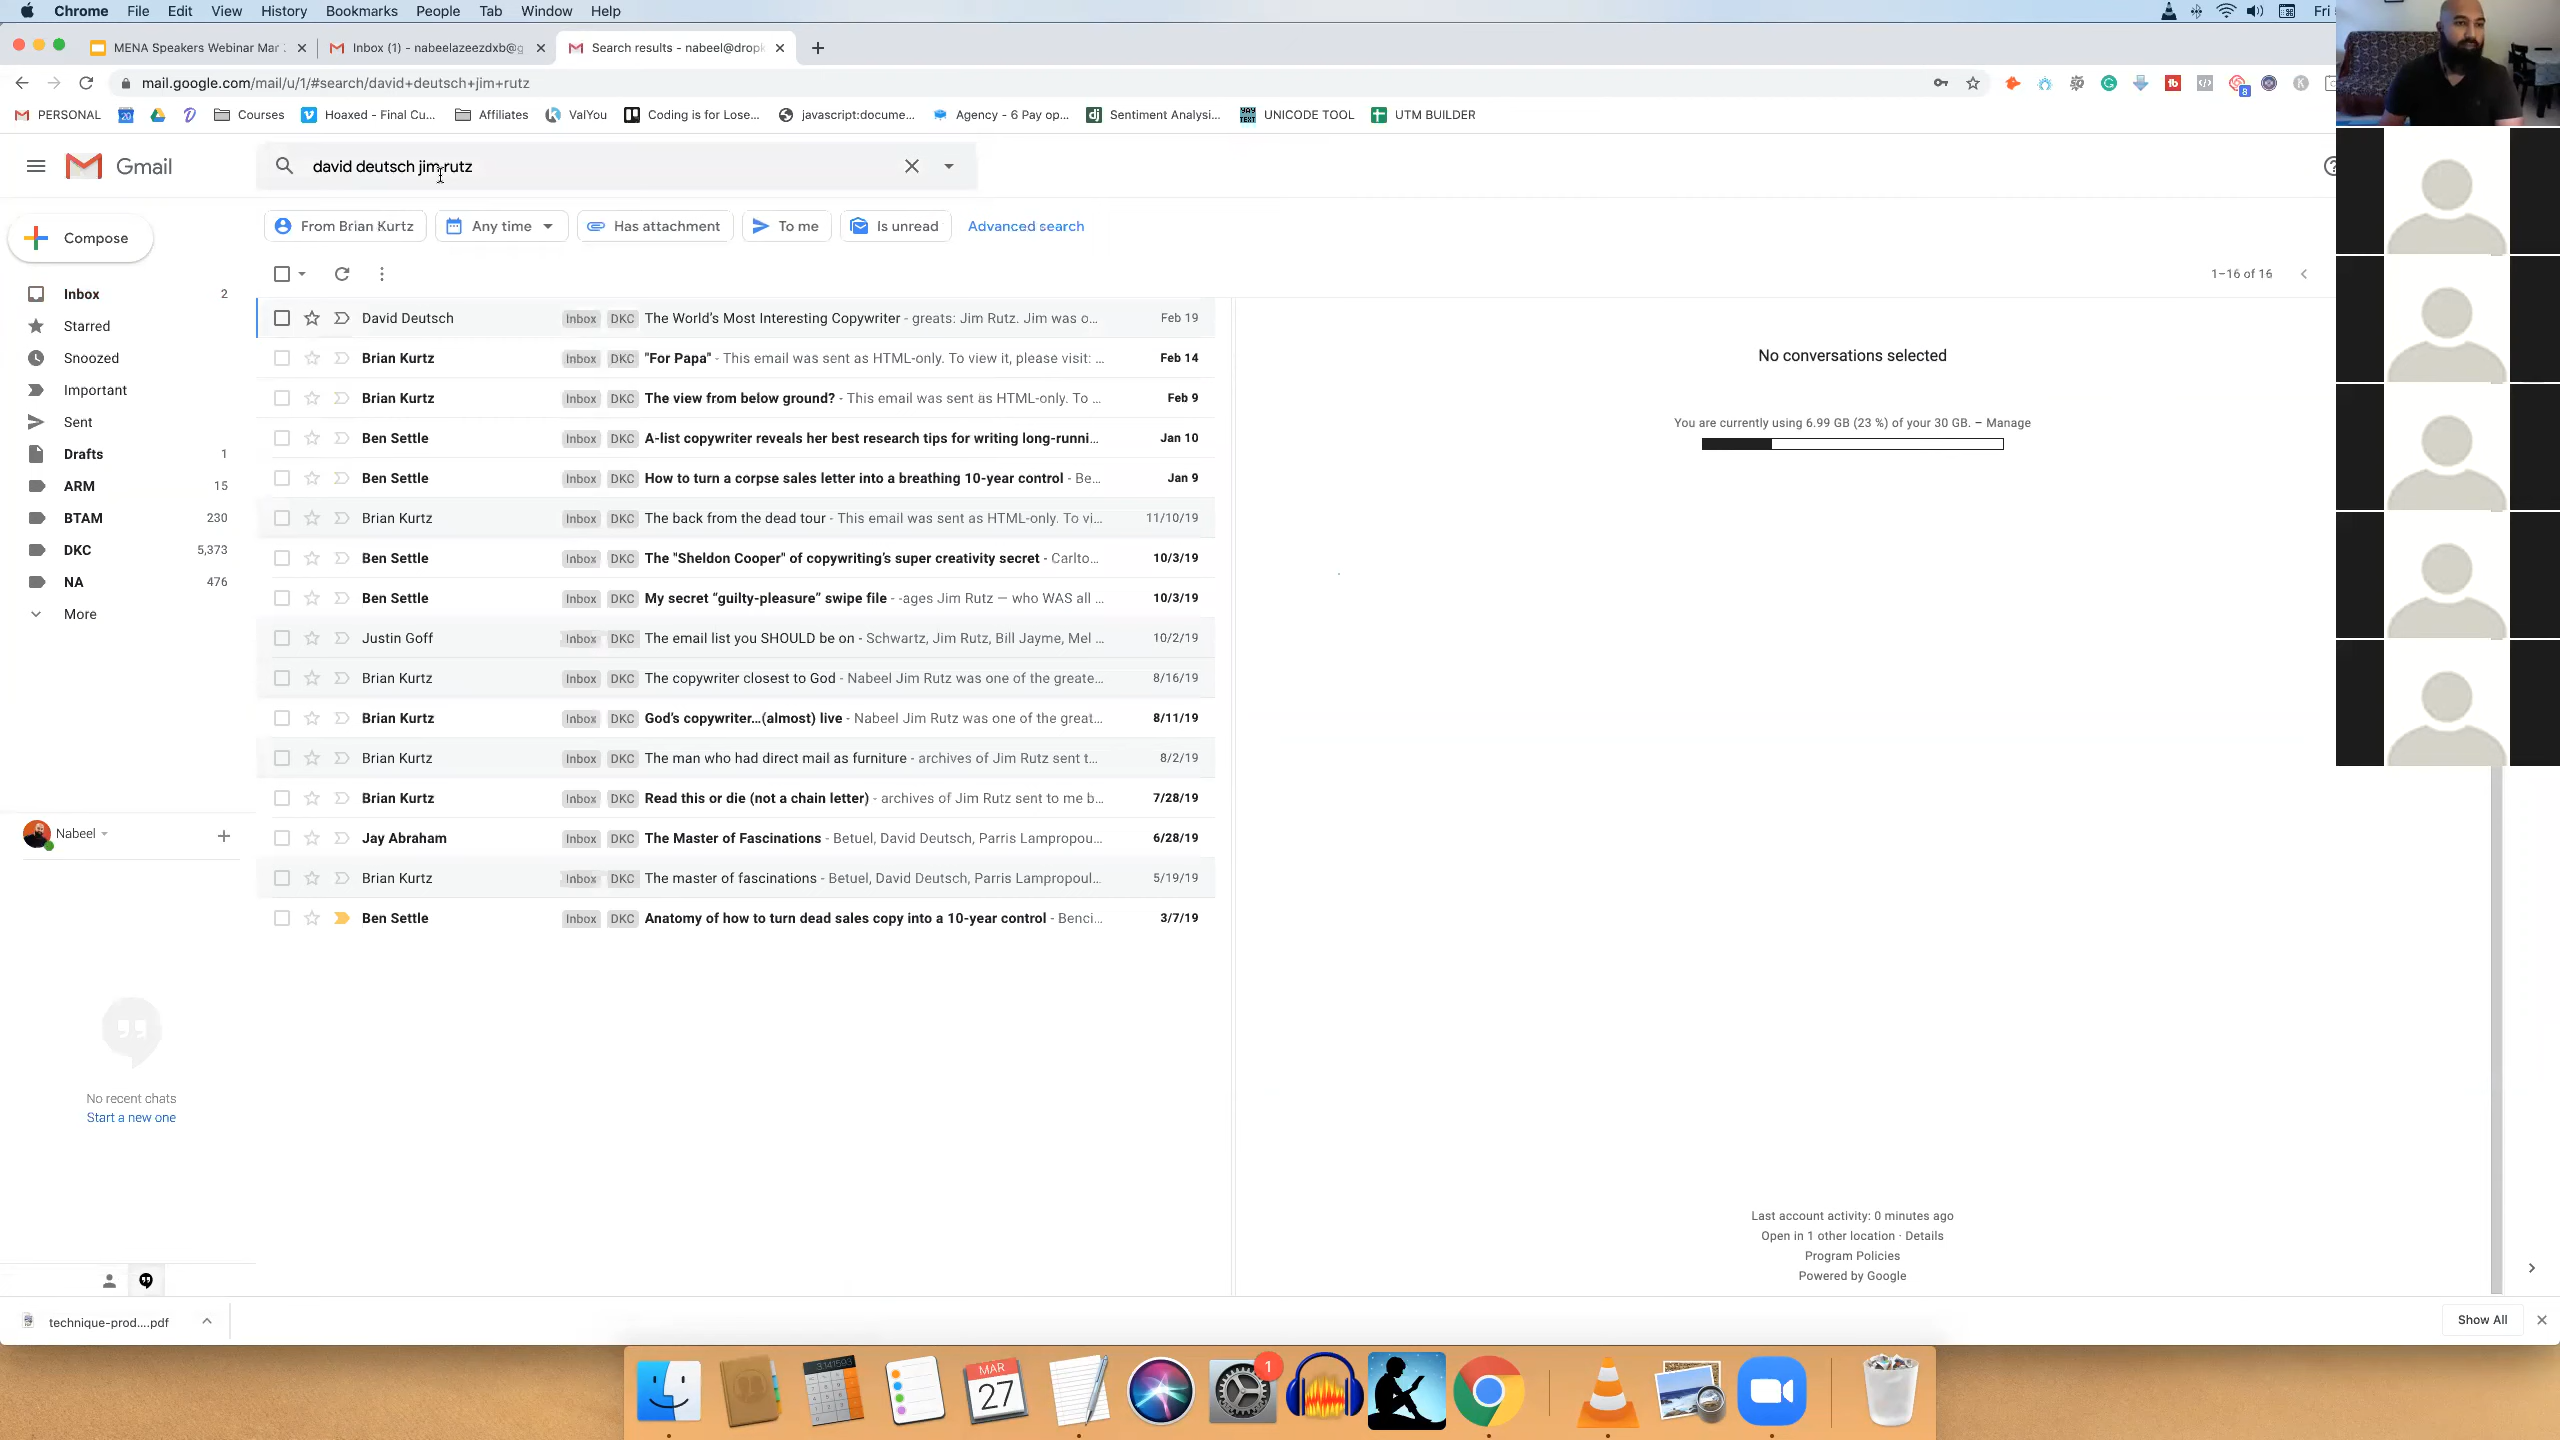 Chrome File Edit View History Bookmarks People Tab Window Help Fri
MENA Speakers Webinar Mar Inbox (1) - nabeelazeezdxb@g Search results - nabeel@dropk
mail.google.com/mail/u/1/#search/david+deutsch+jim+rutz
PERSONAL Courses Hoaxed - Final Cu... Affiliates ValYou Coding is for Lose... javascript:docume... Agency - 6 Pay op... Sentiment Analysi... UNICODE TOOL UTM BUILDER
Gmail david deutsch jim rutz
Compose From Brian Kurtz Any time Has attachment To me Is unread Advanced search
1–16 of 16
Inbox 2
Starred
Snoozed
Important
Sent
Drafts 1
ARM 15
BTAM 230
DKC 5,373
NA 476
More
David Deutsch Inbox DKC The World's Most Interesting Copywriter - greats: Jim Rutz. Jim was o... Feb 19
Brian Kurtz Inbox DKC "For Papa" - This email was sent as HTML-only. To view it, please visit: ... Feb 14
Brian Kurtz Inbox DKC The view from below ground? - This email was sent as HTML-only. To ... Feb 9
Ben Settle Inbox DKC A-list copywriter reveals her best research tips for writing long-runni... Jan 10
Ben Settle Inbox DKC How to turn a corpse sales letter into a breathing 10-year control - Be... Jan 9
Brian Kurtz Inbox DKC The back from the dead tour - This email was sent as HTML-only. To vi... 11/10/19
Ben Settle Inbox DKC The "Sheldon Cooper" of copywriting's super creativity secret - Carlto... 10/3/19
Ben Settle Inbox DKC My secret “guilty-pleasure” swipe file - -ages Jim Rutz — who WAS all ... 10/3/19
Justin Goff Inbox DKC The email list you SHOULD be on - Schwartz, Jim Rutz, Bill Jayme, Mel ... 10/2/19
Brian Kurtz Inbox DKC The copywriter closest to God - Nabeel Jim Rutz was one of the greate... 8/16/19
Brian Kurtz Inbox DKC God's copywriter...(almost) live - Nabeel Jim Rutz was one of the great... 8/11/19
Brian Kurtz Inbox DKC The man who had direct mail as furniture - archives of Jim Rutz sent t... 8/2/19
Brian Kurtz Inbox DKC Read this or die (not a chain letter) - archives of Jim Rutz sent to me b... 7/28/19
Jay Abraham Inbox DKC The Master of Fascinations - Betuel, David Deutsch, Parris Lampropou... 6/28/19
Brian Kurtz Inbox DKC The master of fascinations - Betuel, David Deutsch, Parris Lampropoul... 5/19/19
Ben Settle Inbox DKC Anatomy of how to turn dead sales copy into a 10-year control - Benci... 3/7/19
No conversations selected
You are currently using 6.99 GB (23 %) of your 30 GB. – Manage
Nabeel
No recent chats
Start a new one
Last account activity: 0 minutes ago
Open in 1 other location · Details
Program Policies
Powered by Google
technique-prod....pdf Show All
MAR
27
1